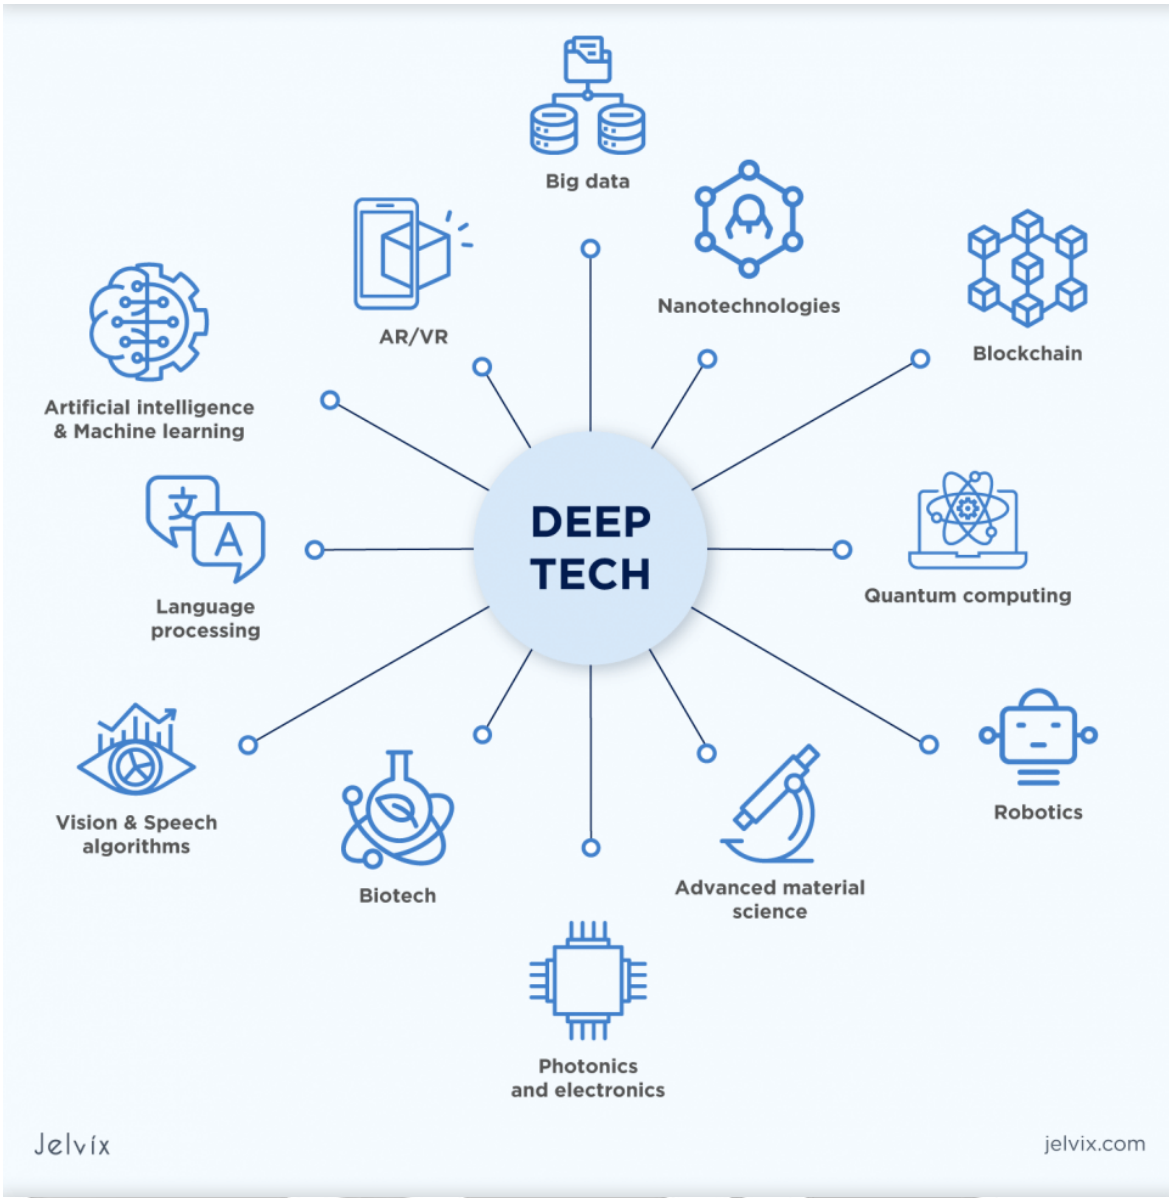 Big data
Nanotechnologies
AR/VR
Blockchain
Artificial intelligence
& Machine learning
DEEP
TECH
文
A
Language
processing
Quantum computing
Vision & Speech
algorithms
Robotics
Biotech
Advanced material
science
Photonics
and electronics
Jelvix
jelvix.com